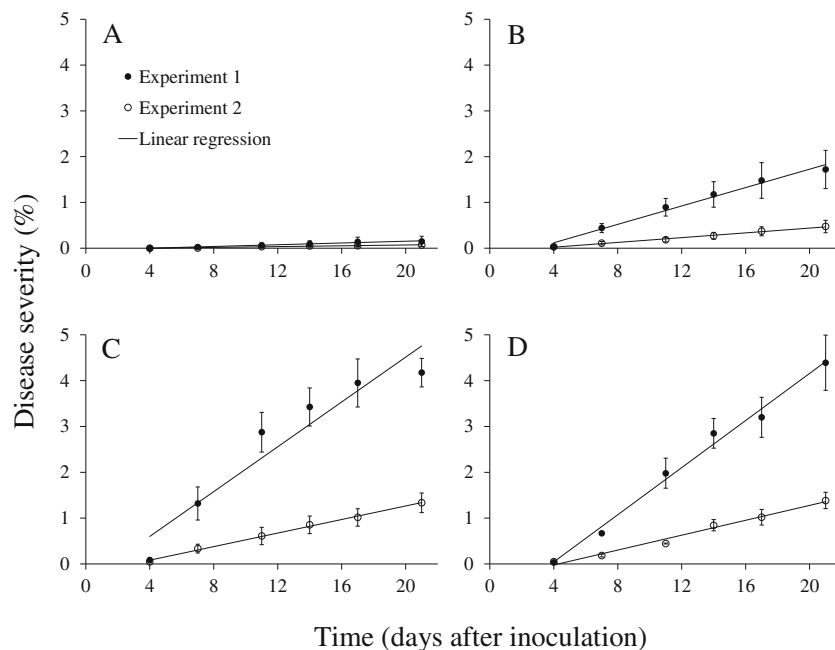 A
5
4
3
2
1
0
Experiment 1
Experiment 2
Linear regression
0 4 8 12 16 20
B
5
4
3
2
1
0
0 4 8 12 16 20
C
5
4
3
2
1
0
0 4 8 12 16 20
D
5
4
3
2
1
0
0 4 8 12 16 20
Disease severity (%)
Time (days after inoculation)